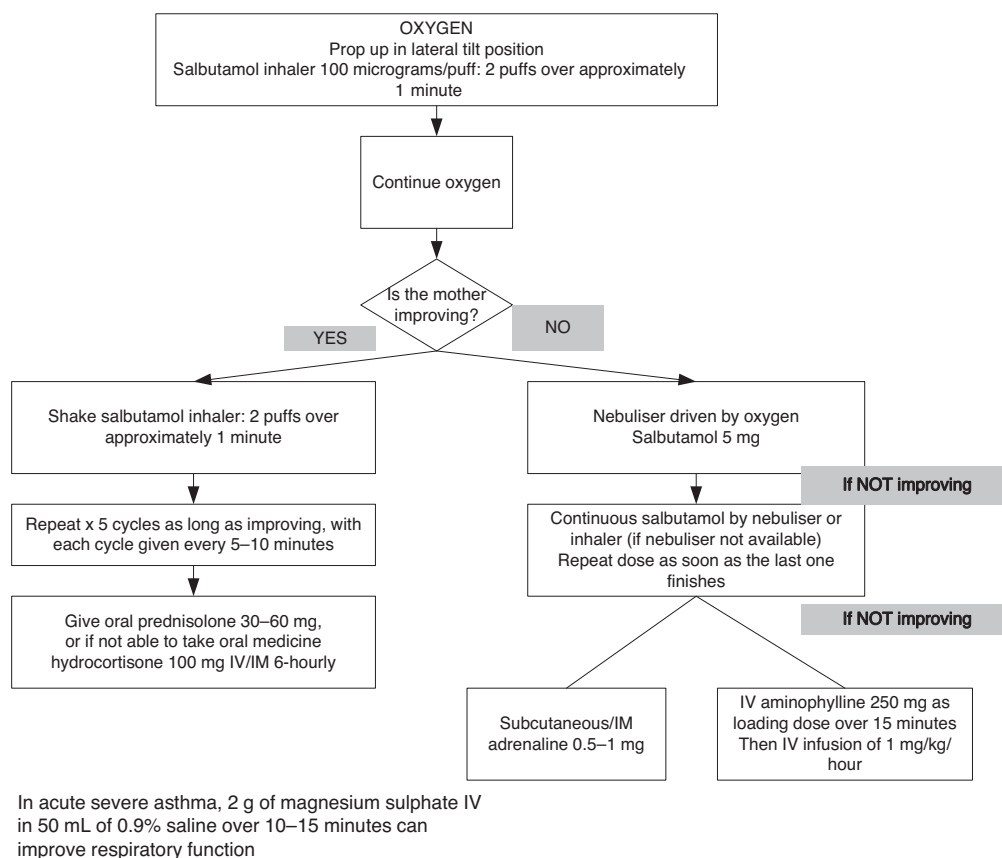 OXYGEN
Prop up in lateral tilt position
Salbutamol inhaler 100 micrograms/puff: 2 puffs over approximately
1 minute
Continue oxygen
Is the mother
improving?
YES
NO
Shake salbutamol inhaler: 2 puffs over
approximately 1 minute
Nebuliser driven by oxygen
Salbutamol 5 mg
If NOT improving
Repeat x 5 cycles as long as improving, with
each cycle given every 5–10 minutes
Continuous salbutamol by nebuliser or
inhaler (if nebuliser not available)
Repeat dose as soon as the last one
finishes
If NOT improving
Give oral prednisolone 30–60 mg,
or if not able to take oral medicine
hydrocortisone 100 mg IV/IM 6-hourly
Subcutaneous/IM
adrenaline 0.5–1 mg
IV aminophylline 250 mg as
loading dose over 15 minutes
Then IV infusion of 1 mg/kg/
hour
In acute severe asthma, 2 g of magnesium sulphate IV
in 50 mL of 0.9% saline over 10–15 minutes can
improve respiratory function